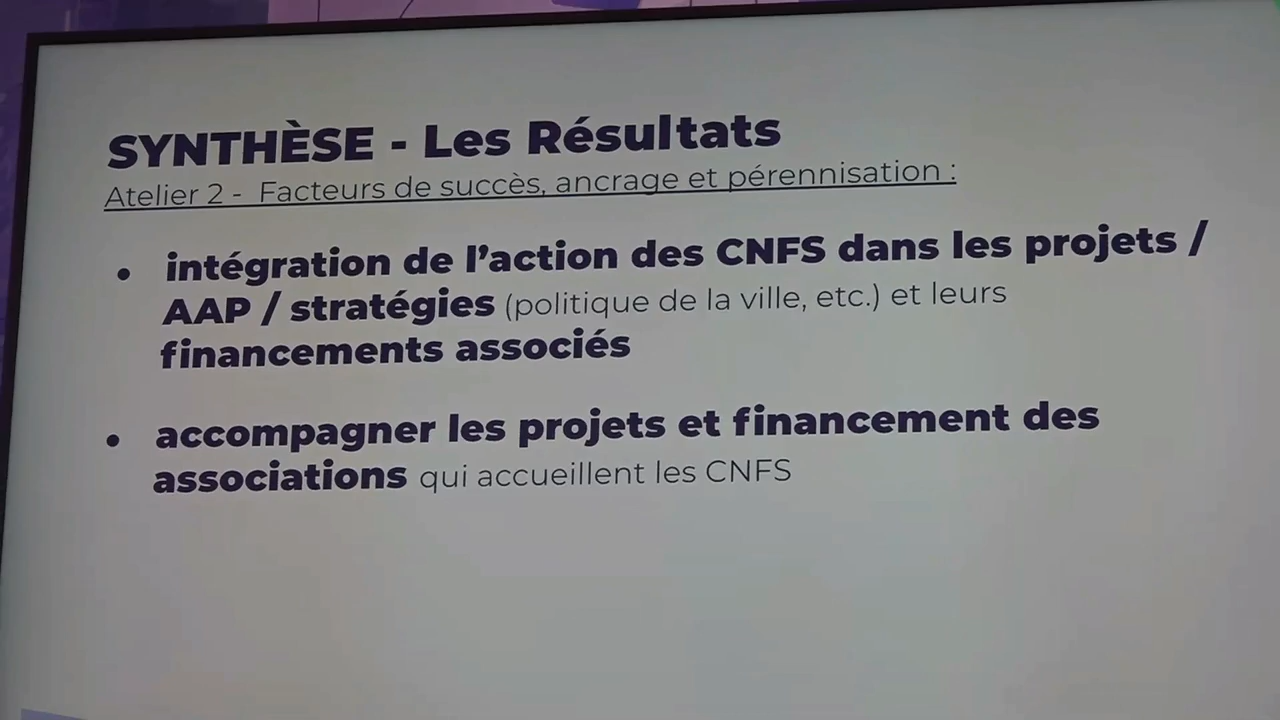 SYNTHÈSE - Les Résultats
Atelier 2 - Facteurs de succès, ancrage et pérennisation :
• intégration de l'action des CNFS dans les projets /
AAP / stratégies (politique de la ville, etc.) et leurs
financements associés
• accompagner les projets et financement des
associations qui accueillent les CNFS